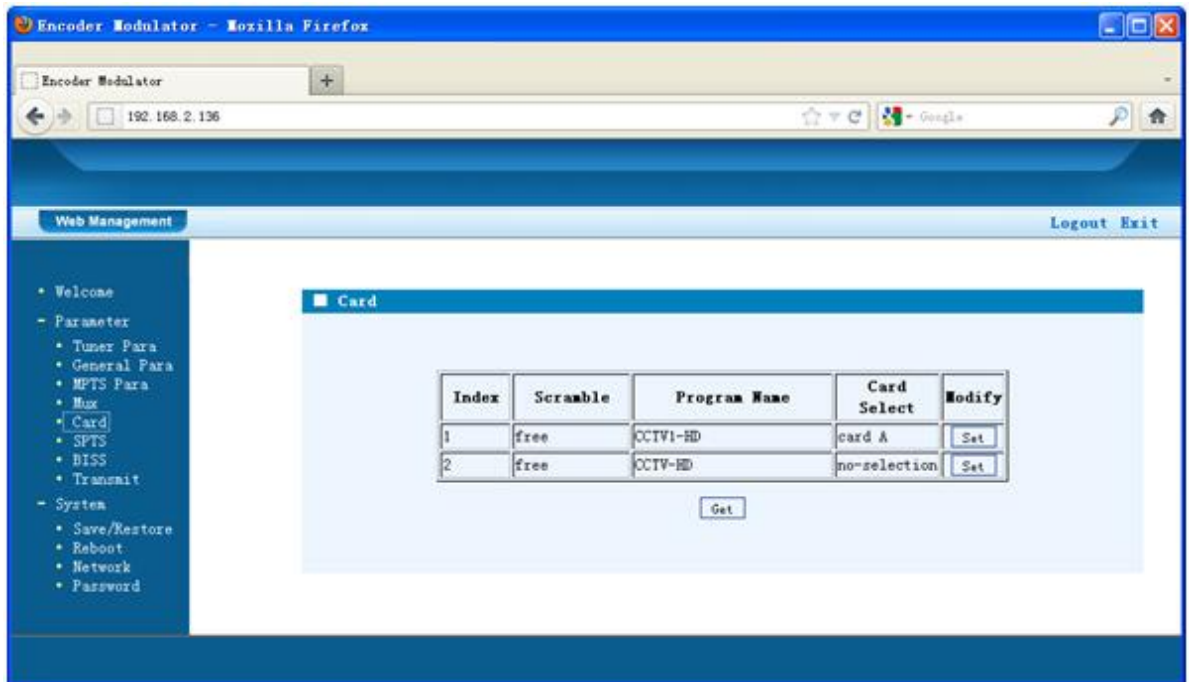 Encoder Modulator - Mozilla Firefox
Encoder Modulator
+
192.168.2.136
Google
Web Management
Logout Exit
• Welcome
- Parameter
• Tuner Para
• General Para
• MPTS Para
• Mux
• Card
• SPTS
• BISS
• Transmit
- System
• Save/Restore
• Reboot
• Network
• Password
Card
Index Scramble Program Name Card Select Modify
1 free CCTV1-HD card A Set
2 free CCTV-HD no-selection Set
Get